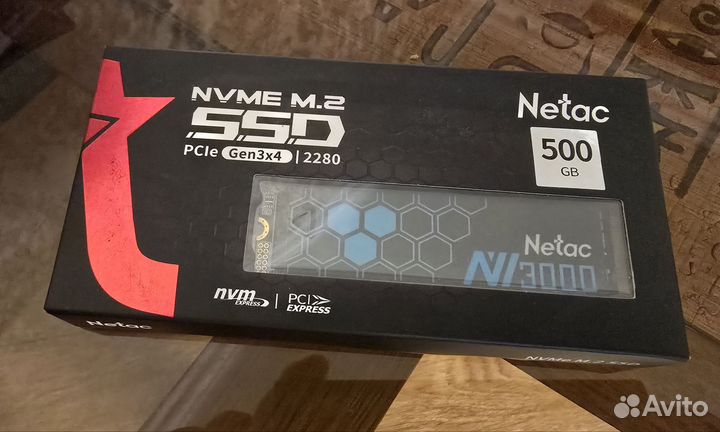 NVME M.2
SSD
PCIe Gen3x4 | 2280
Netac
500
GB
Netac
NV3000
nvm EXPRESS | PCI EXPRESS
Netac
NVMe M.2 SSD
Avito